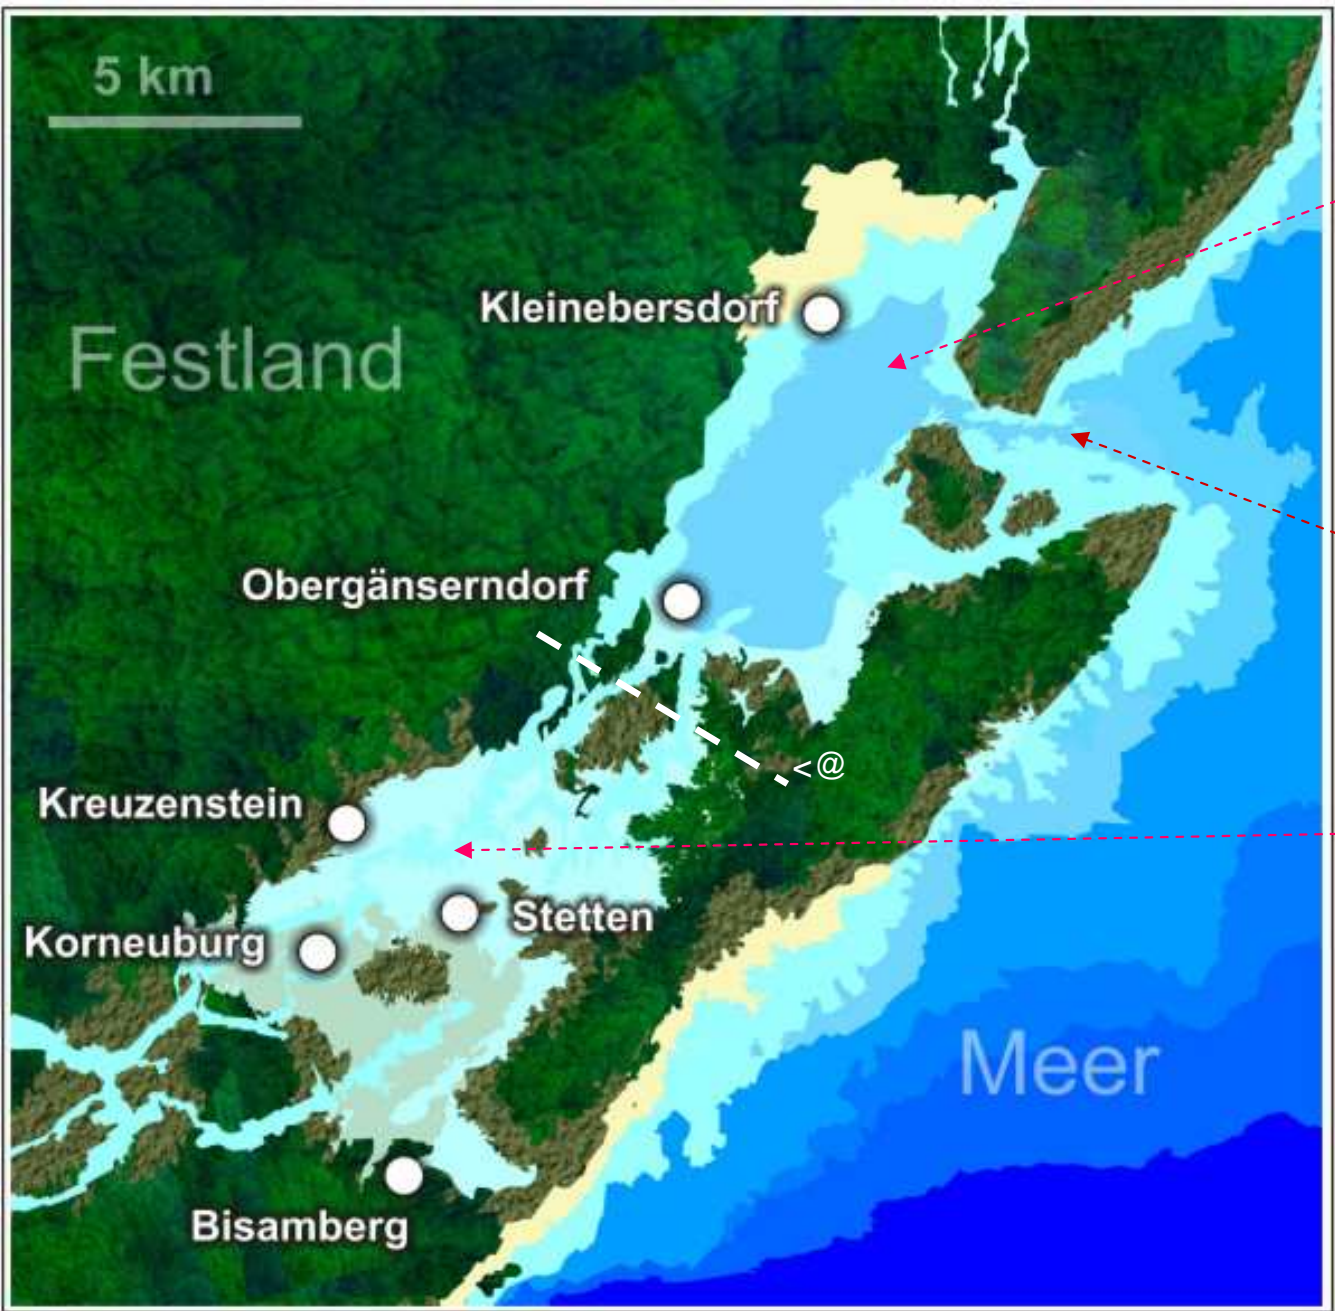 5 km
Kleinebersdorf
Festland
Obergänserndorf
<@
Kreuzenstein
Stetten
Korneuburg
Meer
Bisamberg